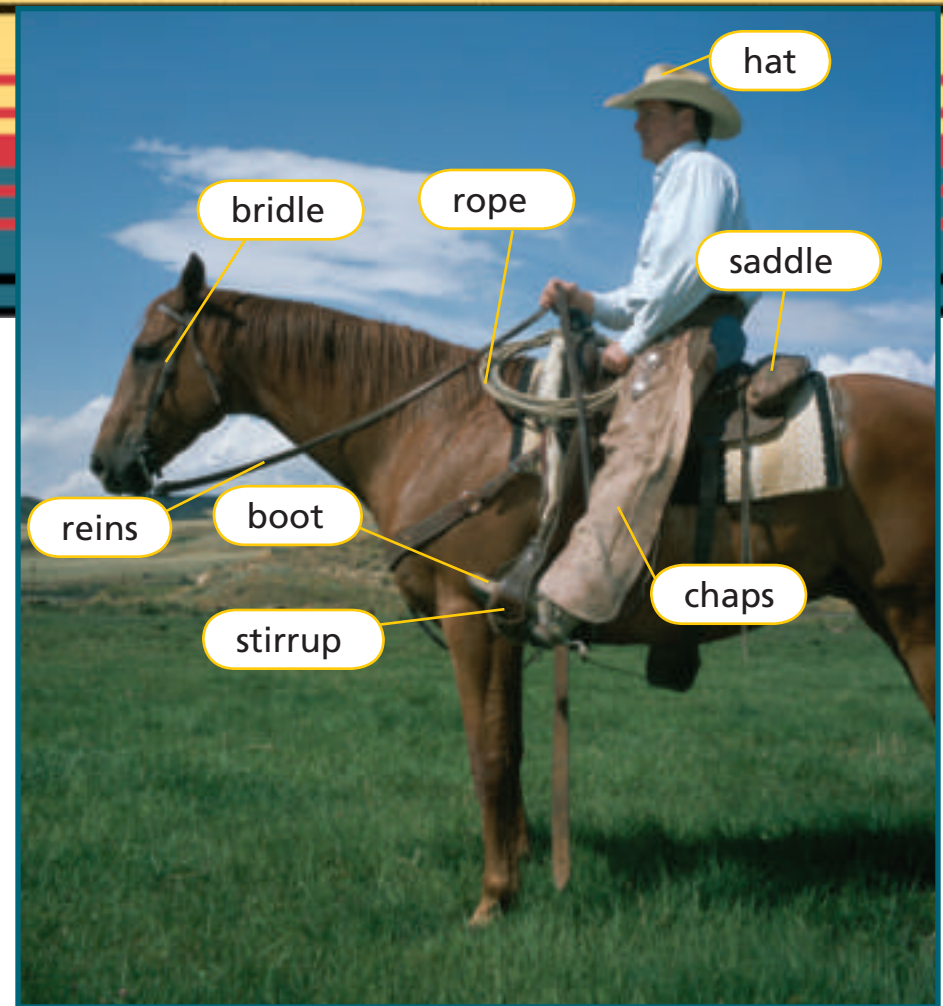 hat
bridle
rope
saddle
reins
boot
chaps
stirrup